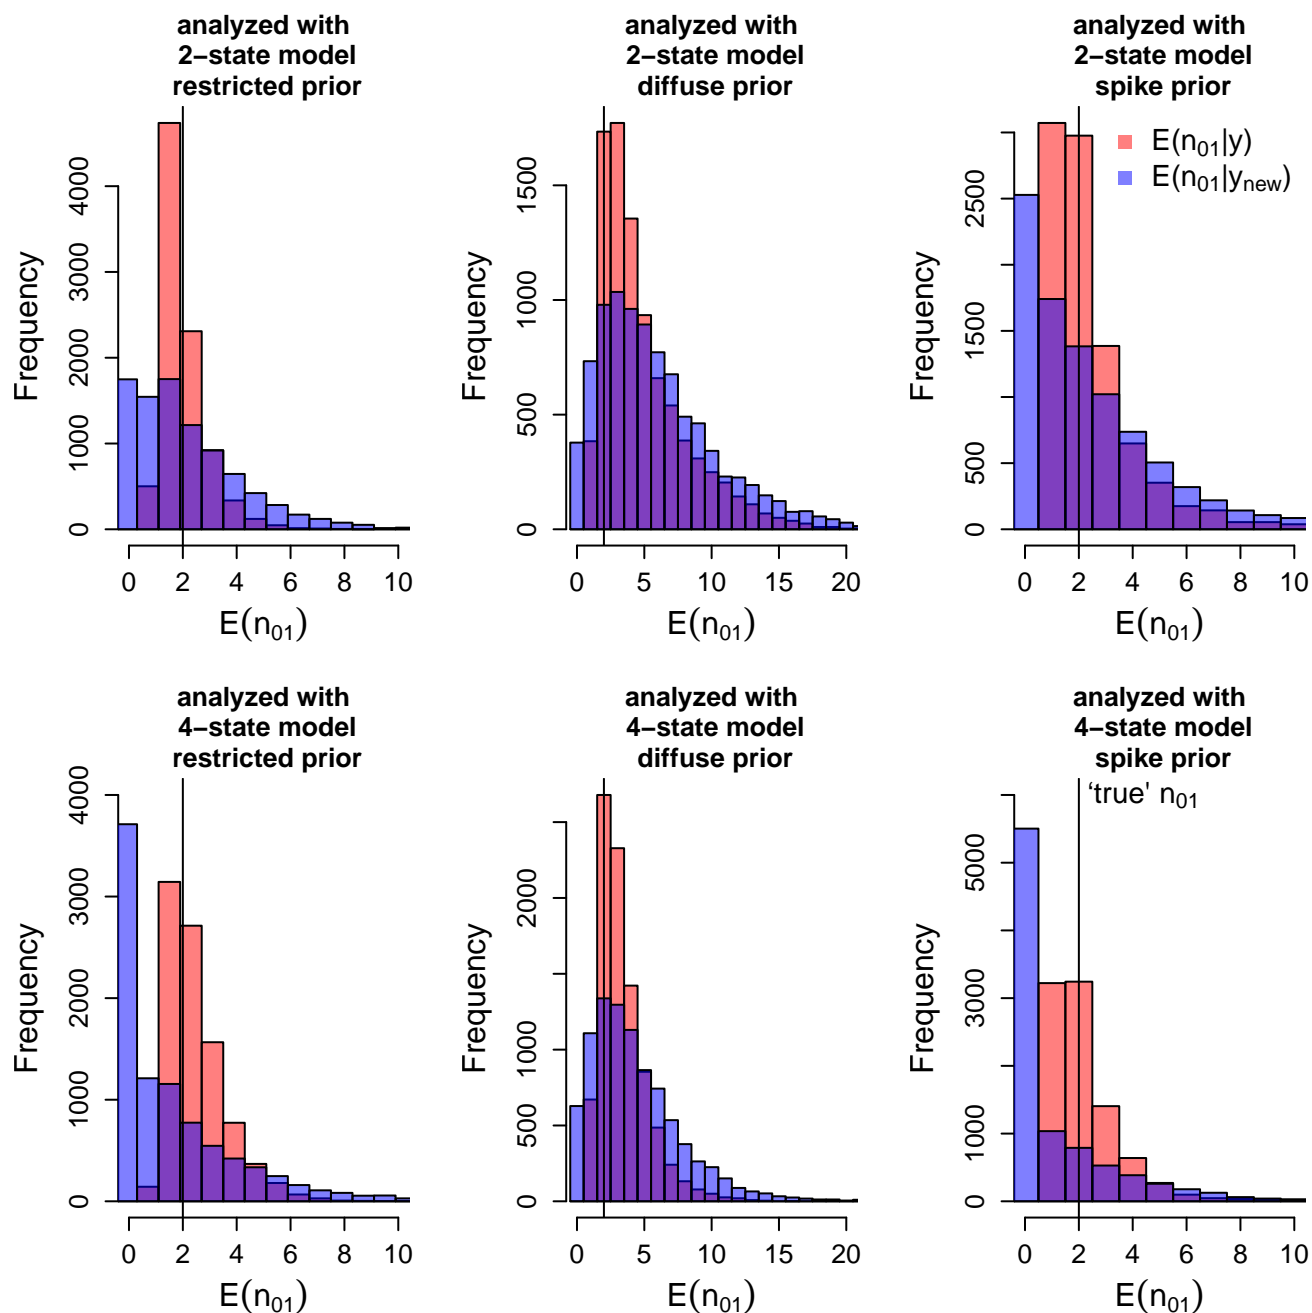 analyzed with
2−state model
restricted prior
Frequency
0 1000 2000 3000 4000
0 2 4 6 8 10
E(n01)
analyzed with
2−state model
diffuse prior
Frequency
0 500 1000 1500
0 5 10 15 20
E(n01)
analyzed with
2−state model
spike prior
E(n01|y)
E(n01|ynew)
Frequency
0 500 1500 2500
0 2 4 6 8 10
E(n01)
analyzed with
4−state model
restricted prior
Frequency
0 1000 2000 3000 4000
0 2 4 6 8 10
E(n01)
analyzed with
4−state model
diffuse prior
Frequency
0 500 1000 2000
0 5 10 15 20
E(n01)
analyzed with
4−state model
spike prior
‘true' n01
Frequency
0 1000 3000 5000
0 2 4 6 8 10
E(n01)